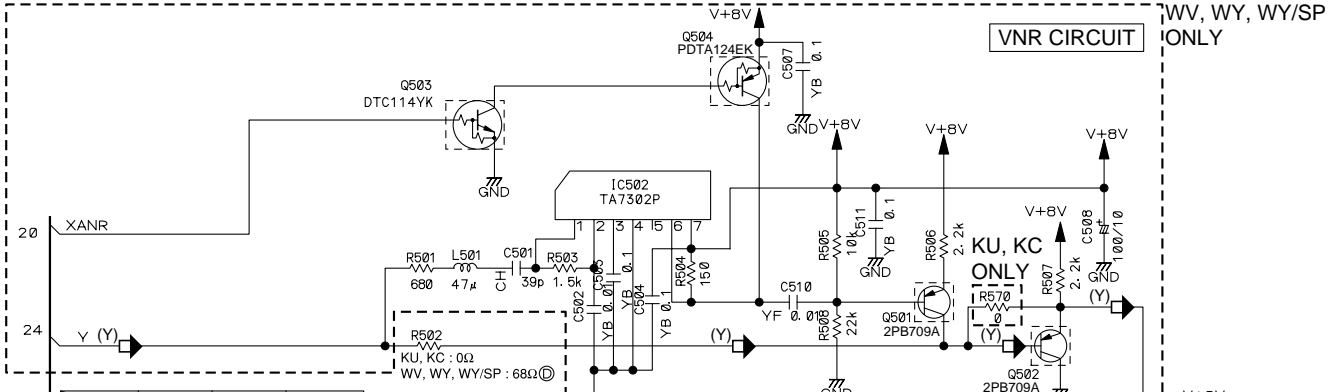 WV, WY, WY/SP
ONLY
VNR CIRCUIT
V+8V
Q504
PDTA124EK
C507
YB 0.1
GND
Q503
DTC114YK
GND
V+8V
V+8V
V+8V
IC502
TA7302P
1 2 3 4 5 6 7
20
XANR
R501
680
L501
47μ
C501
CH
39p
R503
1.5k
C502
YB 0.01
C503
YB 0.1
C504
YB 0.1
R504
150
C510
YF 0.01
R505
10k
C511
YB 0.1
GND
R506
2.2k
KU, KC
ONLY
R570
0
V+8V
R507
2.2k
C508
+
100/10
GND
(Y)
R508
22k
GND
Q501
2PB709A
24
Y (Y)
R502
KU, KC : 0Ω
WV, WY, WY/SP : 68Ω D
(Y)
(Y)
Q502
2PB709A